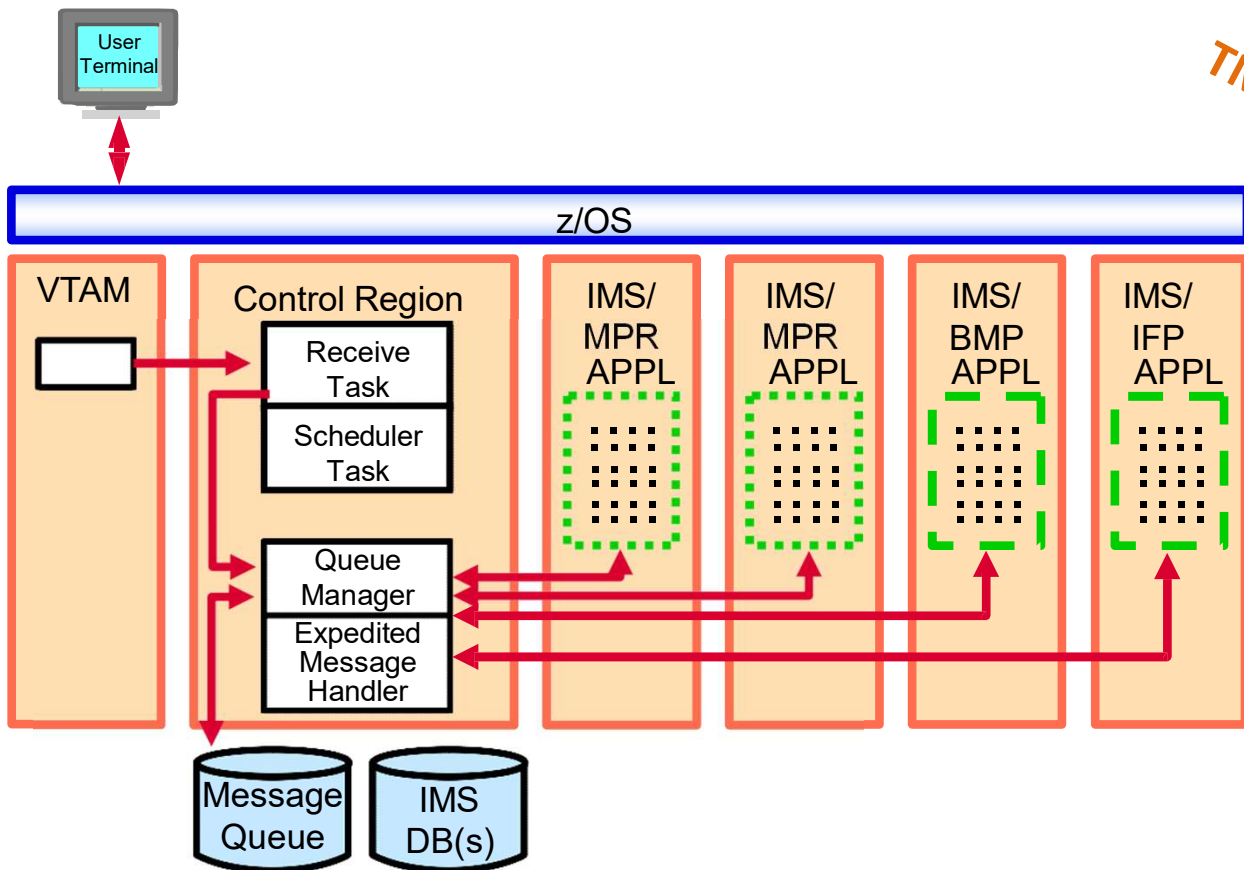 User
Terminal
TIM
z/OS
VTAM
Control Region
Receive
Task
Scheduler
Task
Queue
Manager
Expedited
Message
Handler
IMS/
MPR
APPL
IMS/
MPR
APPL
IMS/
BMP
APPL
IMS/
IFP
APPL
Message
Queue
IMS
DB(s)